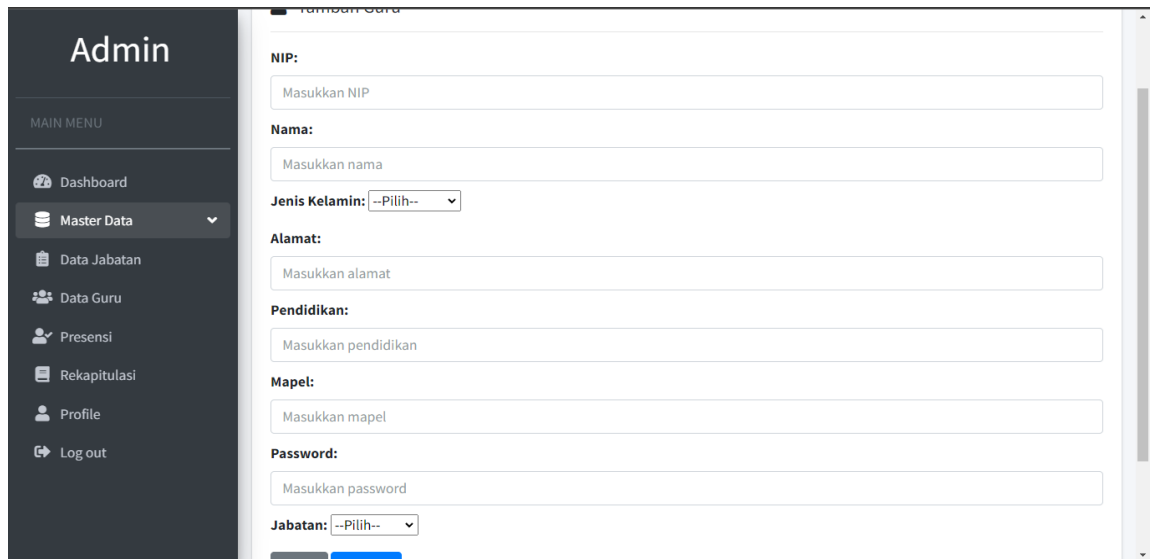 Admin
MAIN MENU
Dashboard
Master Data
Data Jabatan
Data Guru
Presensi
Rekapitulasi
Profile
Log out
Tambah Guru
NIP:
Masukkan NIP
Nama:
Masukkan nama
Jenis Kelamin: --Pilih--
Alamat:
Masukkan alamat
Pendidikan:
Masukkan pendidikan
Mapel:
Masukkan mapel
Password:
Masukkan password
Jabatan: --Pilih--